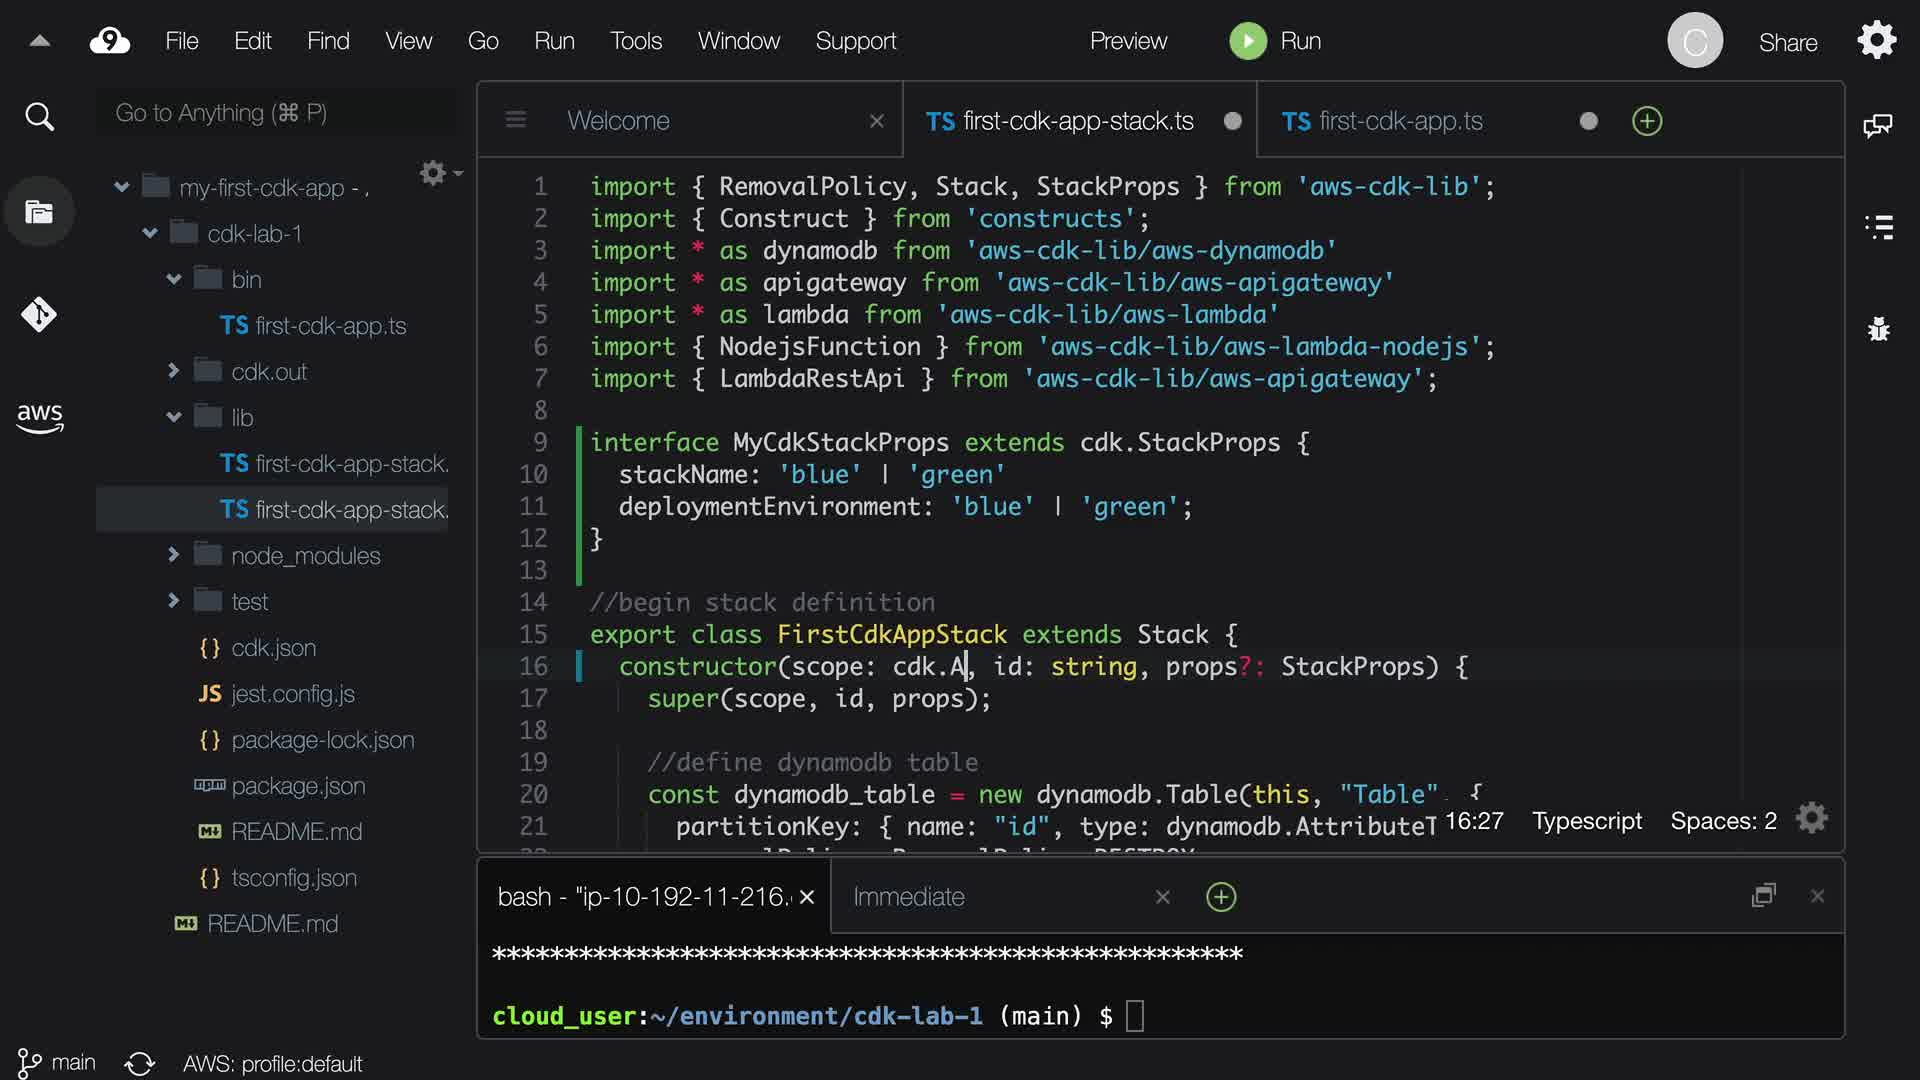 9 File Edit Find View Go Run Tools Window Support Preview Run C Share
Go to Anything (⌘ P)
Welcome
TS first-cdk-app-stack.ts
TS first-cdk-app.ts
my-first-cdk-app - .
cdk-lab-1
bin
TS first-cdk-app.ts
cdk.out
lib
TS first-cdk-app-stack.
TS first-cdk-app-stack.
node_modules
test
{} cdk.json
JS jest.config.js
{} package-lock.json
package.json
README.md
{} tsconfig.json
README.md
aws
1 import { RemovalPolicy, Stack, StackProps } from 'aws-cdk-lib';
2 import { Construct } from 'constructs';
3 import * as dynamodb from 'aws-cdk-lib/aws-dynamodb'
4 import * as apigateway from 'aws-cdk-lib/aws-apigateway'
5 import * as lambda from 'aws-cdk-lib/aws-lambda'
6 import { NodejsFunction } from 'aws-cdk-lib/aws-lambda-nodejs';
7 import { LambdaRestApi } from 'aws-cdk-lib/aws-apigateway';
8
9 interface MyCdkStackProps extends cdk.StackProps {
10 stackName: 'blue' | 'green'
11 deploymentEnvironment: 'blue' | 'green';
12 }
13
14 //begin stack definition
15 export class FirstCdkAppStack extends Stack {
16 constructor(scope: cdk.A, id: string, props?: StackProps) {
17 super(scope, id, props);
18
19 //define dynamodb table
20 const dynamodb_table = new dynamodb.Table(this, "Table", {
21 partitionKey: { name: "id", type: dynamodb.AttributeT
16:27 Typescript Spaces: 2
bash - "ip-10-192-11-216.
Immediate
****************************************************
cloud_user:~/environment/cdk-lab-1 (main) $
main AWS: profile:default